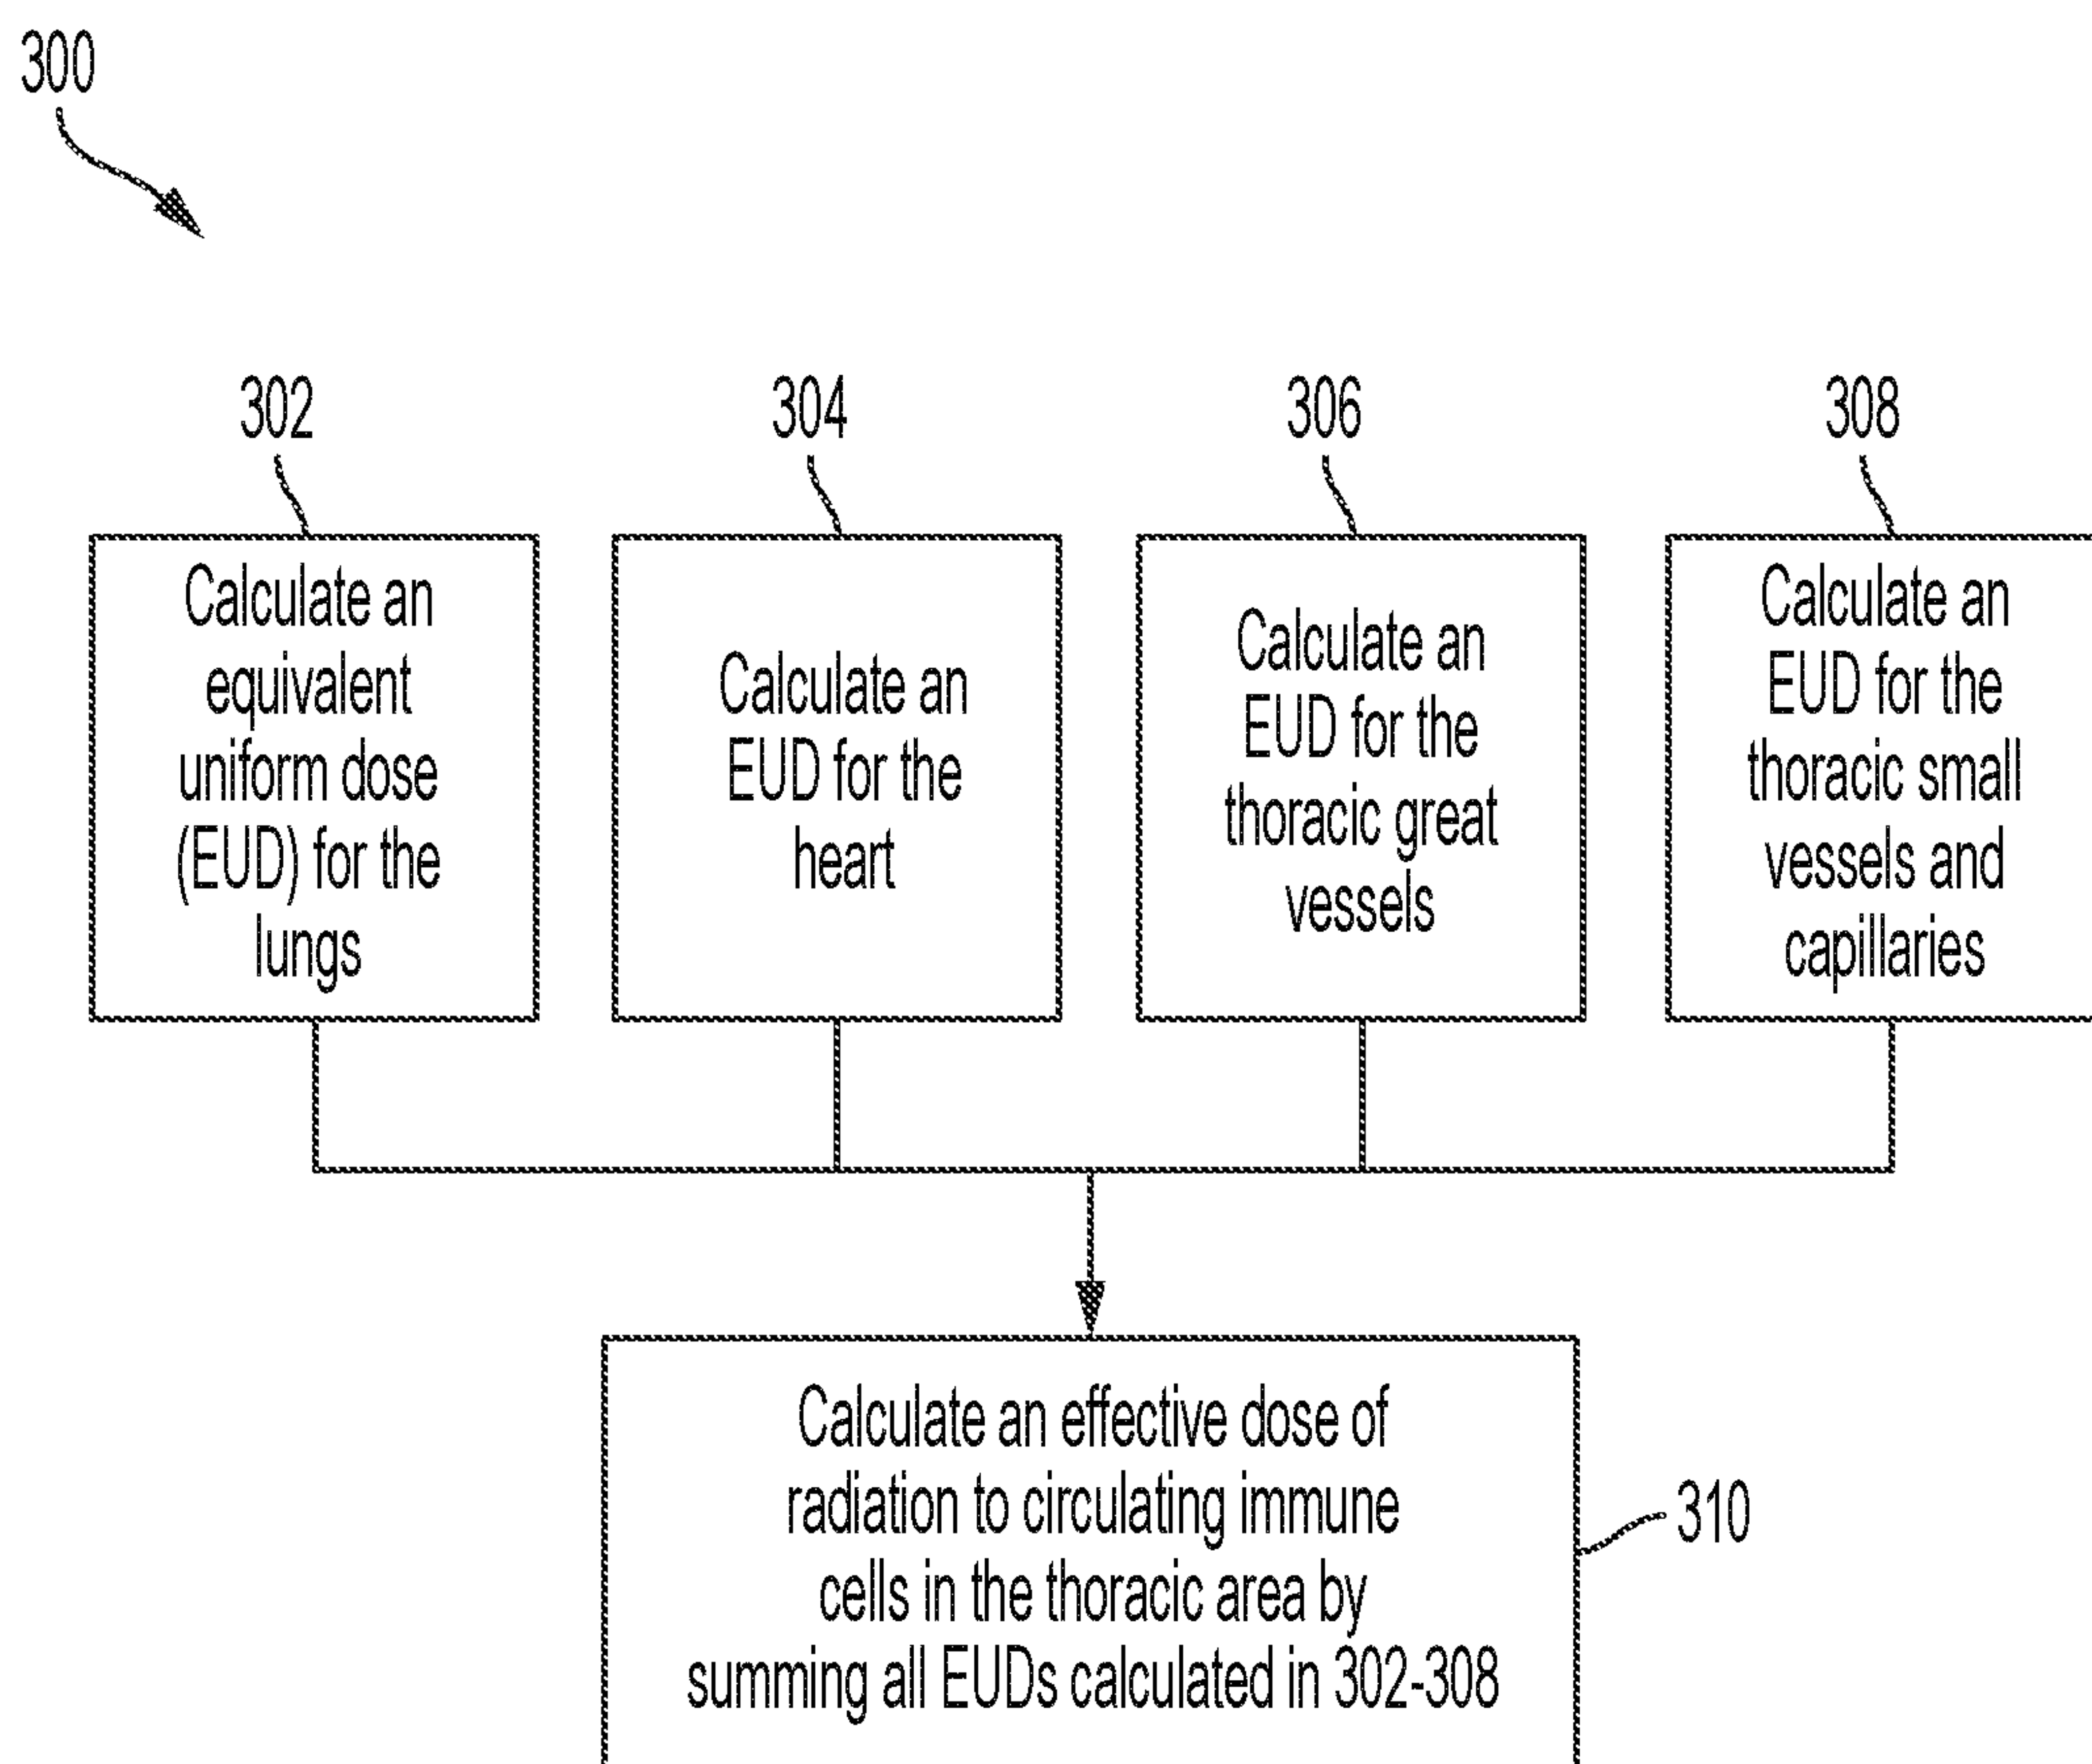 300
302
304
306
308
Calculate an
equivalent
uniform dose
(EUD) for the
lungs
Calculate an
EUD for the
heart
Calculate an
EUD for the
thoracic great
vessels
Calculate an
EUD for the
thoracic small
vessels and
capillaries
Calculate an effective dose of
radiation to circulating immune
cells in the thoracic area by
summing all EUDs calculated in 302-308
310